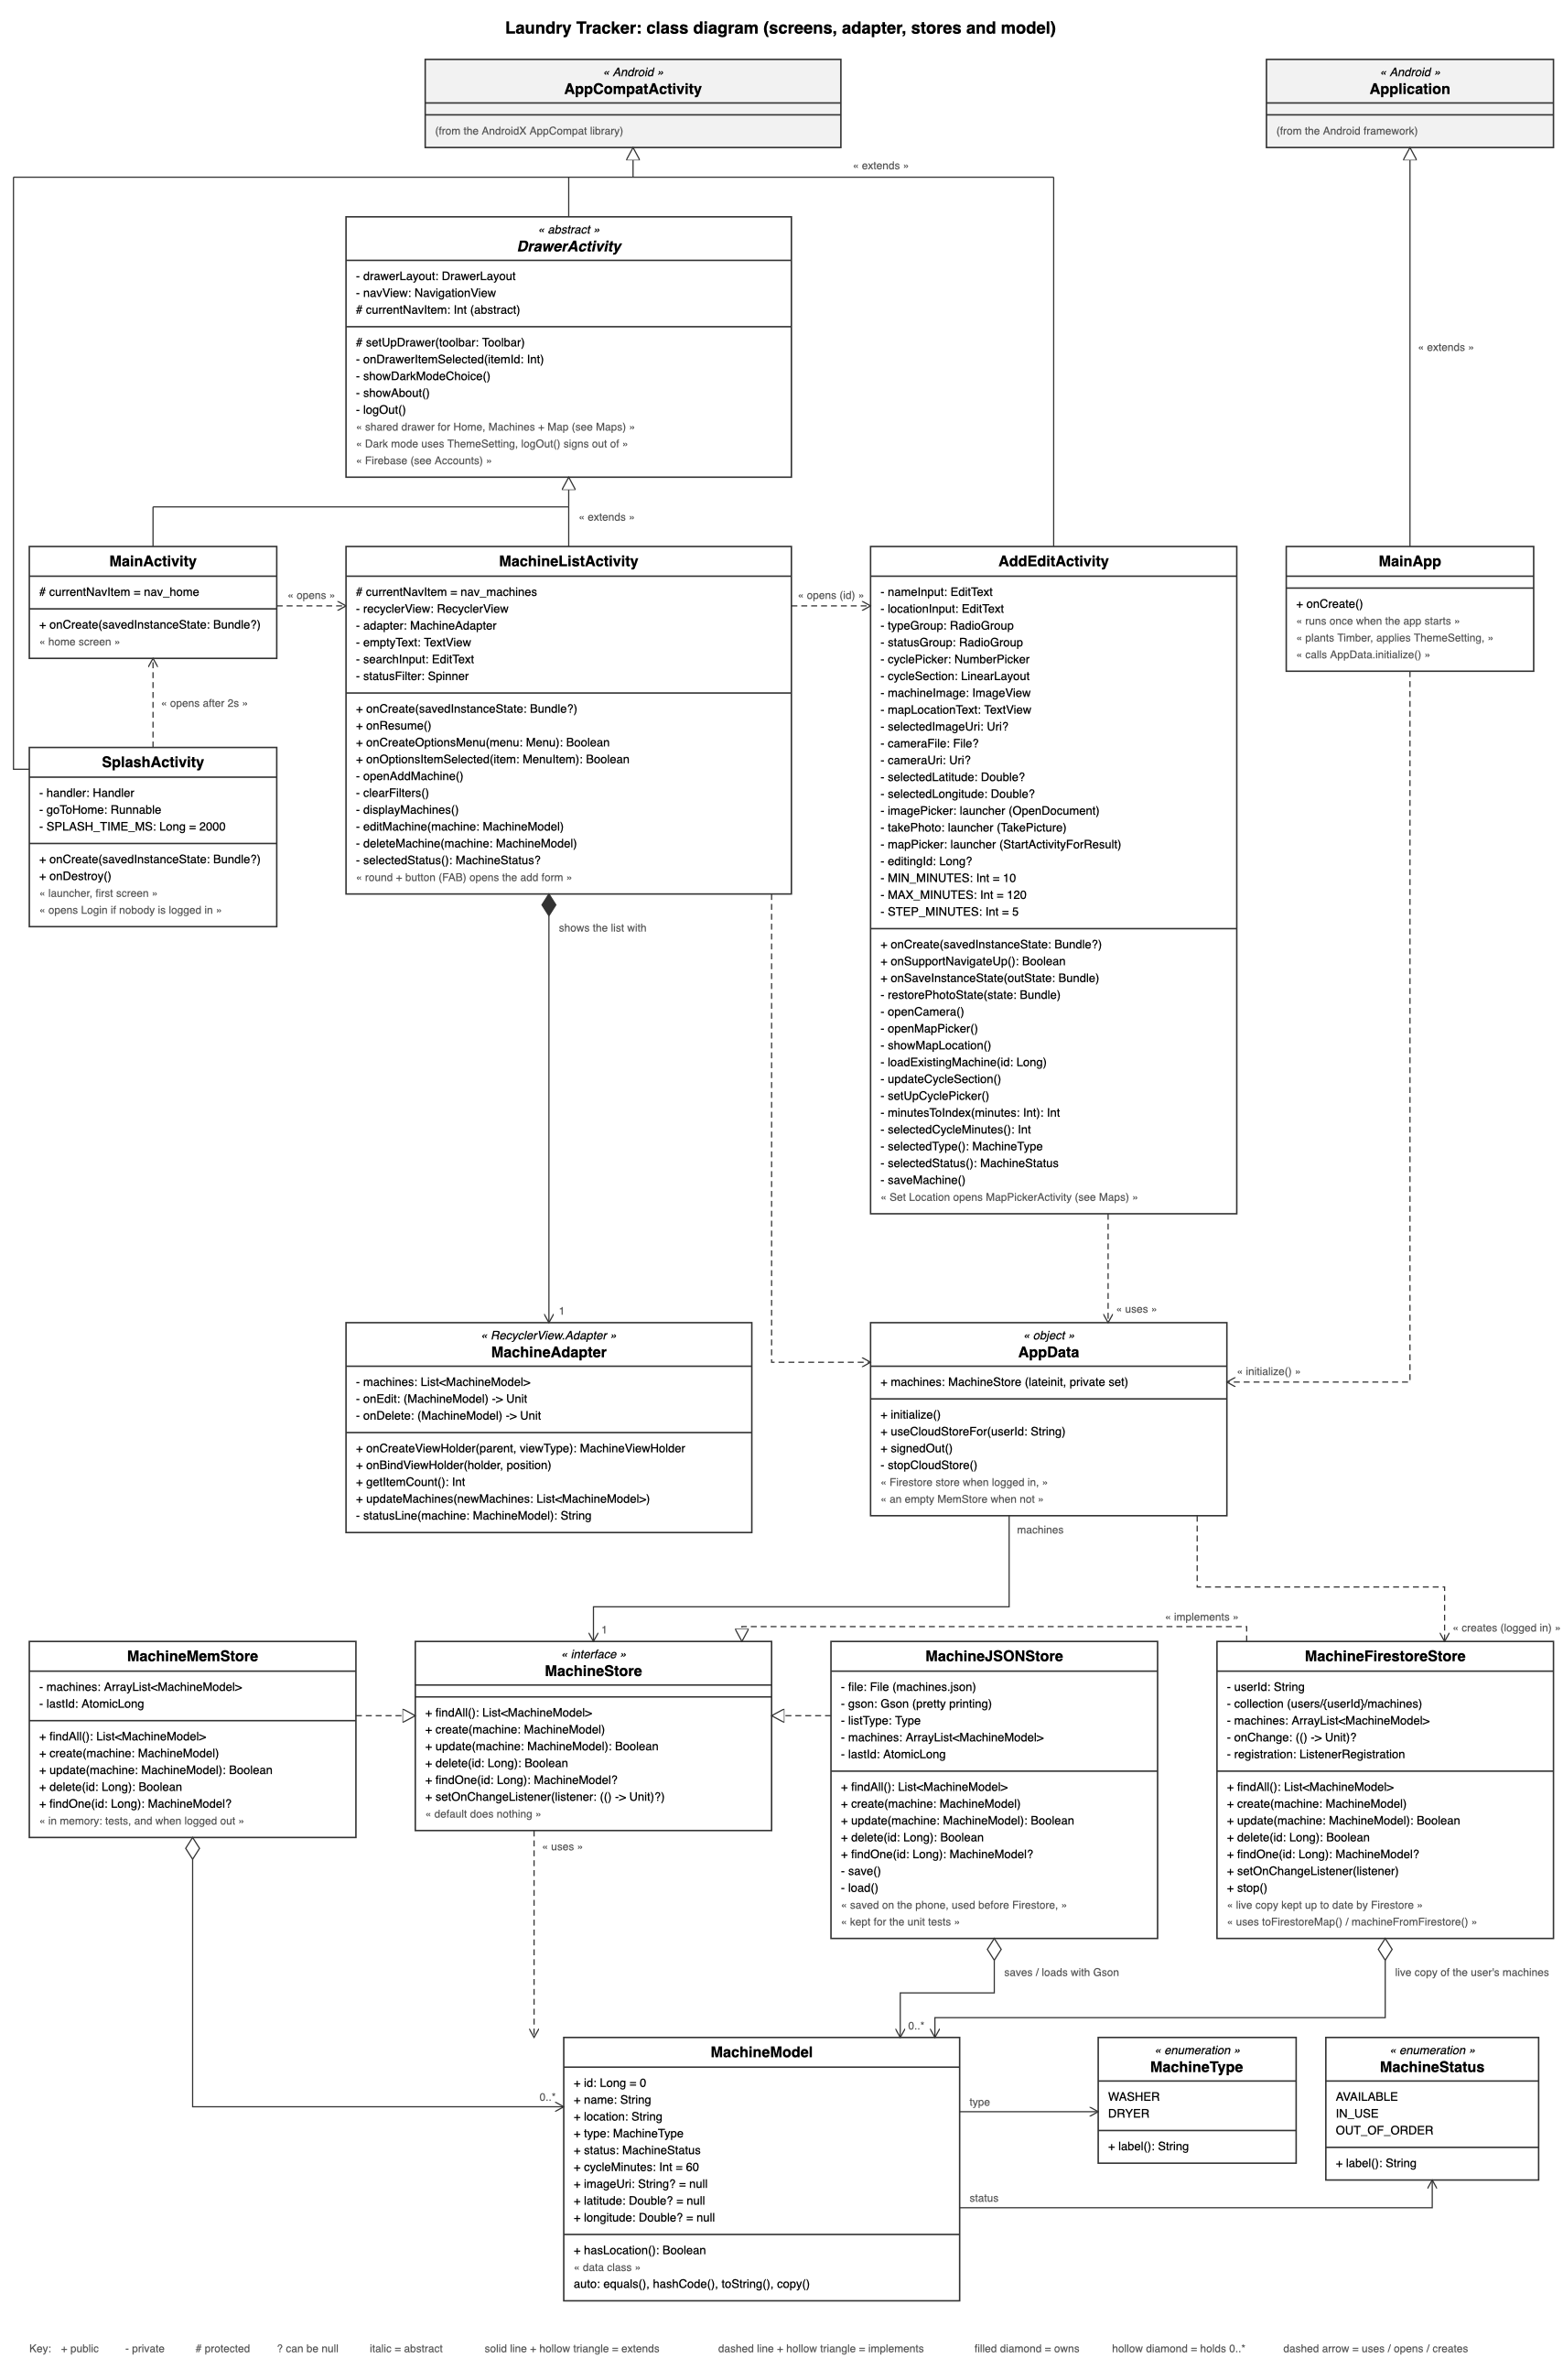 Laundry Tracker: class diagram (screens, adapter, stores and model)
« Android »
AppCompatActivity
(from the AndroidX AppCompat library)
« Android »
Application
(from the Android framework)
« extends »
« abstract »
DrawerActivity
- drawerLayout: DrawerLayout
- navView: NavigationView
# currentNavItem: Int (abstract)
# setUpDrawer(toolbar: Toolbar)
- onDrawerItemSelected(itemId: Int)
- showDarkModeChoice()
- showAbout()
- logOut()
« shared drawer for Home, Machines + Map (see Maps) »
« Dark mode uses ThemeSetting, logOut() signs out of »
« Firebase (see Accounts) »
« extends »
« extends »
MainActivity
# currentNavItem = nav_home
+ onCreate(savedInstanceState: Bundle?)
« home screen »
« opens »
MachineListActivity
# currentNavItem = nav_machines
- recyclerView: RecyclerView
- adapter: MachineAdapter
- emptyText: TextView
- searchInput: EditText
- statusFilter: Spinner
+ onCreate(savedInstanceState: Bundle?)
+ onResume()
+ onCreateOptionsMenu(menu: Menu): Boolean
+ onOptionsItemSelected(item: MenuItem): Boolean
- openAddMachine()
- clearFilters()
- displayMachines()
- editMachine(machine: MachineModel)
- deleteMachine(machine: MachineModel)
- selectedStatus(): MachineStatus?
« round + button (FAB) opens the add form »
« opens (id) »
AddEditActivity
- nameInput: EditText
- locationInput: EditText
- typeGroup: RadioGroup
- statusGroup: RadioGroup
- cyclePicker: NumberPicker
- cycleSection: LinearLayout
- machineImage: ImageView
- mapLocationText: TextView
- selectedImageUri: Uri?
- cameraFile: File?
- cameraUri: Uri?
- selectedLatitude: Double?
- selectedLongitude: Double?
- imagePicker: launcher (OpenDocument)
- takePhoto: launcher (TakePicture)
- mapPicker: launcher (StartActivityForResult)
- editingId: Long?
- MIN_MINUTES: Int = 10
- MAX_MINUTES: Int = 120
- STEP_MINUTES: Int = 5
+ onCreate(savedInstanceState: Bundle?)
+ onSupportNavigateUp(): Boolean
+ onSaveInstanceState(outState: Bundle)
- restorePhotoState(state: Bundle)
- openCamera()
- openMapPicker()
- showMapLocation()
- loadExistingMachine(id: Long)
- updateCycleSection()
- setUpCyclePicker()
- minutesToIndex(minutes: Int): Int
- selectedCycleMinutes(): Int
- selectedType(): MachineType
- selectedStatus(): MachineStatus
- saveMachine()
« Set Location opens MapPickerActivity (see Maps) »
MainApp
+ onCreate()
« runs once when the app starts »
« plants Timber, applies ThemeSetting, »
« calls AppData.initialize() »
« opens after 2s »
SplashActivity
- handler: Handler
- goToHome: Runnable
- SPLASH_TIME_MS: Long = 2000
+ onCreate(savedInstanceState: Bundle?)
+ onDestroy()
« launcher, first screen »
« opens Login if nobody is logged in »
shows the list with
1
« uses »
« initialize() »
« RecyclerView.Adapter »
MachineAdapter
- machines: List<MachineModel>
- onEdit: (MachineModel) -> Unit
- onDelete: (MachineModel) -> Unit
+ onCreateViewHolder(parent, viewType): MachineViewHolder
+ onBindViewHolder(holder, position)
+ getItemCount(): Int
+ updateMachines(newMachines: List<MachineModel>)
- statusLine(machine: MachineModel): String
« object »
AppData
+ machines: MachineStore (lateinit, private set)
+ initialize()
+ useCloudStoreFor(userId: String)
+ signedOut()
- stopCloudStore()
« Firestore store when logged in, »
« an empty MemStore when not »
machines
1
« implements »
« creates (logged in) »
MachineMemStore
- machines: ArrayList<MachineModel>
- lastId: AtomicLong
+ findAll(): List<MachineModel>
+ create(machine: MachineModel)
+ update(machine: MachineModel): Boolean
+ delete(id: Long): Boolean
+ findOne(id: Long): MachineModel?
« in memory: tests, and when logged out »
« interface »
MachineStore
+ findAll(): List<MachineModel>
+ create(machine: MachineModel)
+ update(machine: MachineModel): Boolean
+ delete(id: Long): Boolean
+ findOne(id: Long): MachineModel?
+ setOnChangeListener(listener: (() -> Unit)?)
« default does nothing »
MachineJSONStore
- file: File (machines.json)
- gson: Gson (pretty printing)
- listType: Type
- machines: ArrayList<MachineModel>
- lastId: AtomicLong
+ findAll(): List<MachineModel>
+ create(machine: MachineModel)
+ update(machine: MachineModel): Boolean
+ delete(id: Long): Boolean
+ findOne(id: Long): MachineModel?
- save()
- load()
« saved on the phone, used before Firestore, »
« kept for the unit tests »
MachineFirestoreStore
- userId: String
- collection (users/{userId}/machines)
- machines: ArrayList<MachineModel>
- onChange: (() -> Unit)?
- registration: ListenerRegistration
+ findAll(): List<MachineModel>
+ create(machine: MachineModel)
+ update(machine: MachineModel): Boolean
+ delete(id: Long): Boolean
+ findOne(id: Long): MachineModel?
+ setOnChangeListener(listener)
+ stop()
« live copy kept up to date by Firestore »
« uses toFirestoreMap() / machineFromFirestore() »
« uses »
saves / loads with Gson
live copy of the user's machines
0..*
0..*
MachineModel
+ id: Long = 0
+ name: String
+ location: String
+ type: MachineType
+ status: MachineStatus
+ cycleMinutes: Int = 60
+ imageUri: String? = null
+ latitude: Double? = null
+ longitude: Double? = null
+ hasLocation(): Boolean
« data class »
auto: equals(), hashCode(), toString(), copy()
type
status
« enumeration »
MachineType
WASHER
DRYER
+ label(): String
« enumeration »
MachineStatus
AVAILABLE
IN_USE
OUT_OF_ORDER
+ label(): String
Key: + public - private # protected ? can be null italic = abstract solid line + hollow triangle = extends dashed line + hollow triangle = implements filled diamond = owns hollow diamond = holds 0..* dashed arrow = uses / opens / creates